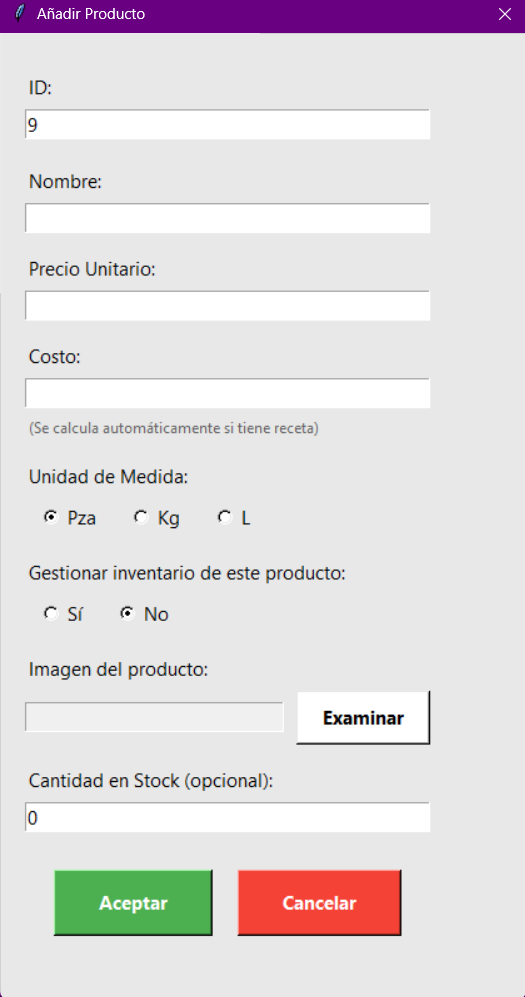 Añadir Producto
ID:
9
Nombre:
Precio Unitario:
Costo:
(Se calcula automáticamente si tiene receta)
Unidad de Medida:
Pza Kg L
Gestionar inventario de este producto:
Sí No
Imagen del producto:
Examinar
Cantidad en Stock (opcional):
0
Aceptar Cancelar